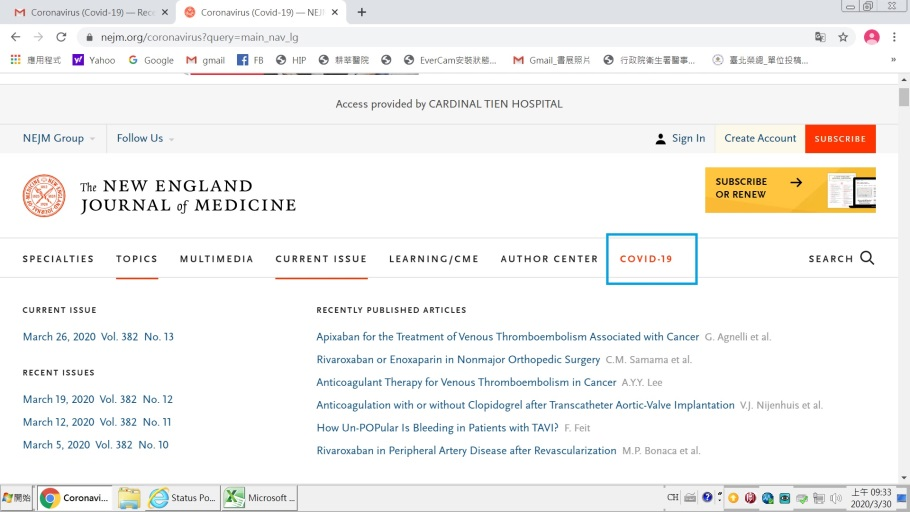 Coronavirus (Covid-19) — Rece
Coronavirus (Covid-19) — NEJM
nejm.org/coronavirus?query=main_nav_lg
應用程式 Yahoo Google gmail FB HIP 耕莘醫院 EverCam安裝狀態... Gmail_書展照片 行政院衛生署醫事... 臺北榮總_單位投稿... »
Access provided by CARDINAL TIEN HOSPITAL
NEJM Group Follow Us Sign In Create Account SUBSCRIBE
The NEW ENGLAND
JOURNAL of MEDICINE
SUBSCRIBE
OR RENEW
SPECIALTIES TOPICS MULTIMEDIA CURRENT ISSUE LEARNING/CME AUTHOR CENTER COVID-19 SEARCH
CURRENT ISSUE
March 26, 2020 Vol. 382 No. 13
RECENT ISSUES
March 19, 2020 Vol. 382 No. 12
March 12, 2020 Vol. 382 No. 11
March 5, 2020 Vol. 382 No. 10
RECENTLY PUBLISHED ARTICLES
Apixaban for the Treatment of Venous Thromboembolism Associated with Cancer G. Agnelli et al.
Rivaroxaban or Enoxaparin in Nonmajor Orthopedic Surgery C.M. Samama et al.
Anticoagulant Therapy for Venous Thromboembolism in Cancer A.Y.Y. Lee
Anticoagulation with or without Clopidogrel after Transcatheter Aortic-Valve Implantation V.J. Nijenhuis et al.
How Un-POPular Is Bleeding in Patients with TAVI? F. Feit
Rivaroxaban in Peripheral Artery Disease after Revascularization M.P. Bonaca et al.
開始 Coronavi... Status Po... Microsoft ... CH 上午 09:33
2020/3/30